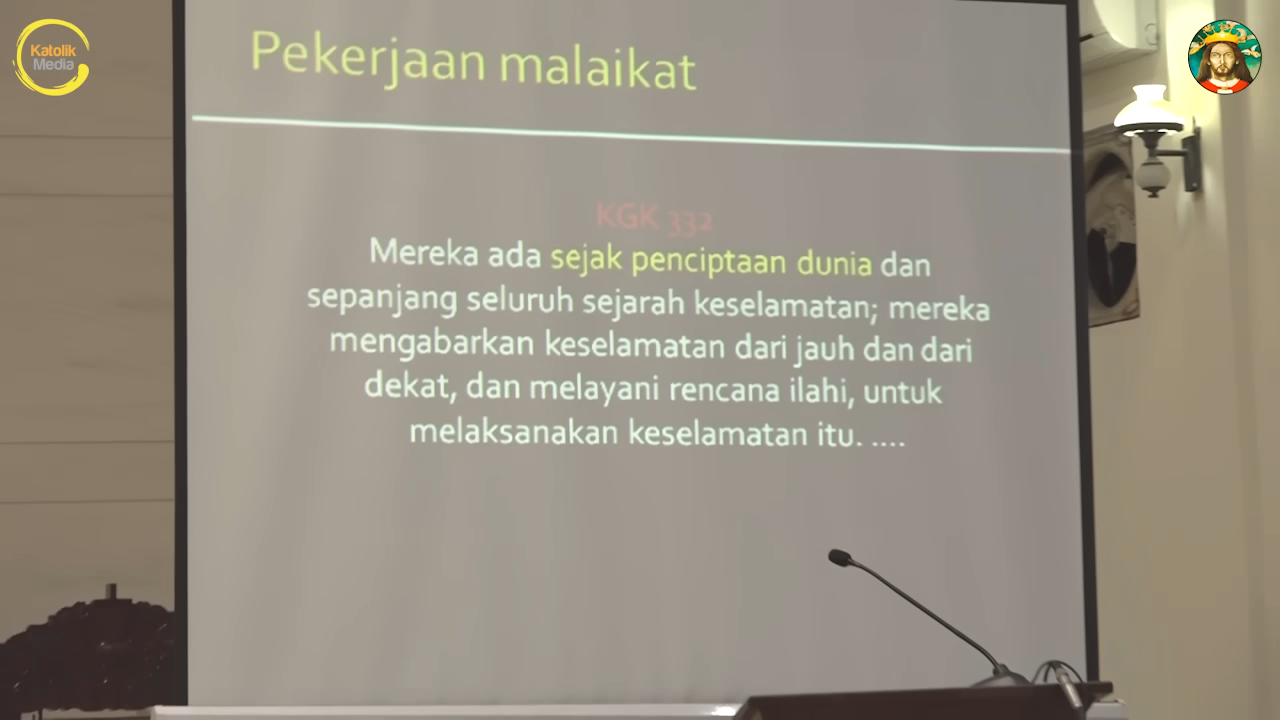 Katolik
Media
Pekerjaan malaikat
KGK 332
Mereka ada sejak penciptaan dunia dan
sepanjang seluruh sejarah keselamatan; mereka
mengabarkan keselamatan dari jauh dan dari
dekat, dan melayani rencana ilahi, untuk
melaksanakan keselamatan itu. ....